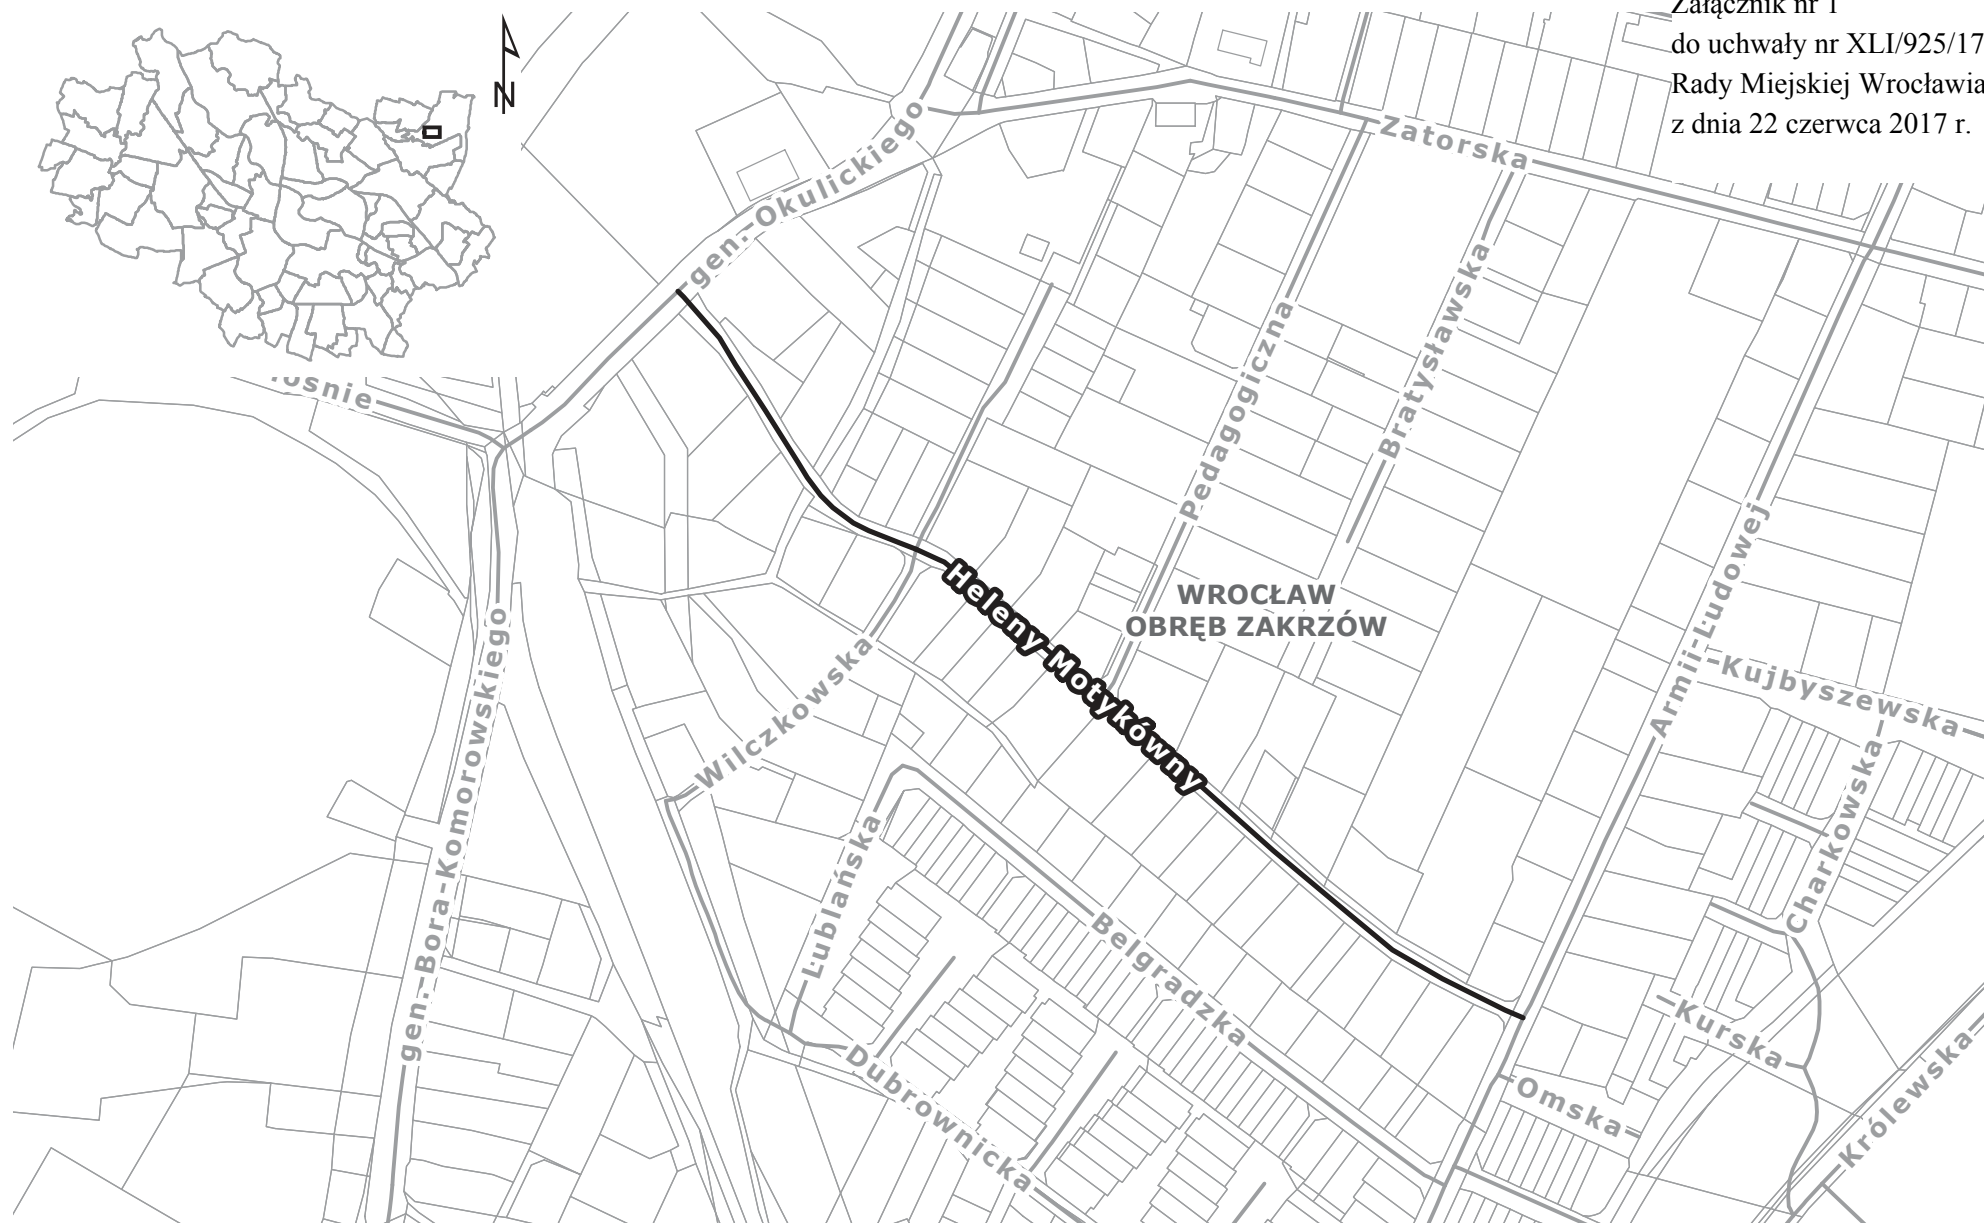 Załącznik nr 1
do uchwały nr XLI/925/17
Rady Miejskiej Wrocławia
z dnia 22 czerwca 2017 r.
N
gen. Okulickiego
Zatorska
Pedagogiczna
Bratysławska
Armii Ludowej
WROCŁAW
OBRĘB ZAKRZÓW
Heleny Motykówny
Kujbyszewska
Charkowska
Wilczkowska
gen. Bora-Komorowskiego
Lublańska
Belgradzka
Dubrownicka
Kurska
Omska
Królewska